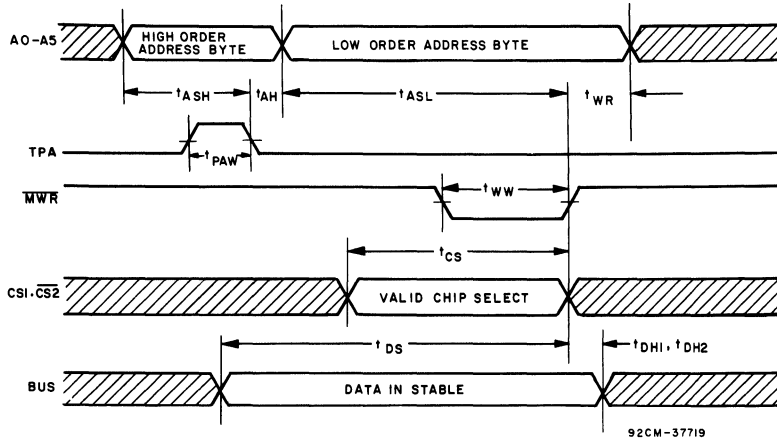 A0-A5
HIGH ORDER
ADDRESS BYTE
LOW ORDER ADDRESS BYTE
tASH
tAH
tASL
tWR
TPA
tPAW
MWR
tWW
tCS
CS1·CS2
VALID CHIP SELECT
tDS
tDH1, tDH2
BUS
DATA IN STABLE
92CM-37719